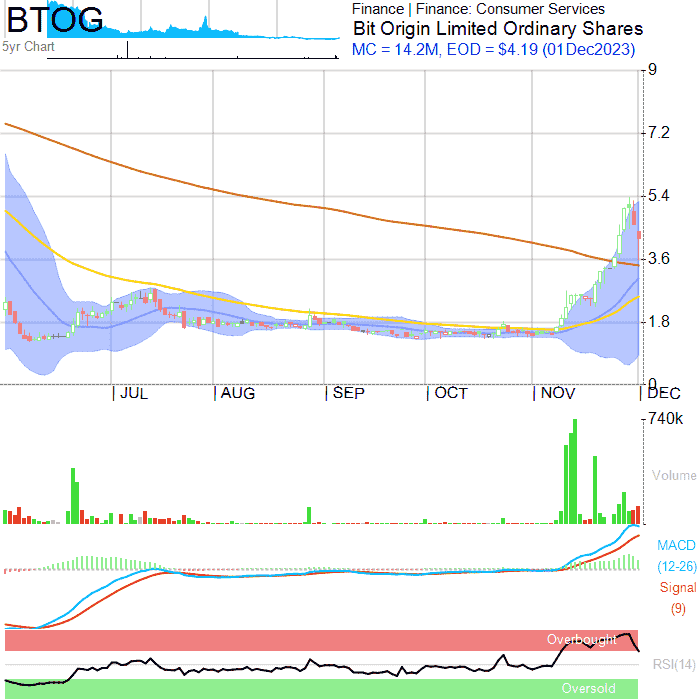 BTOG
5yr Chart
Finance | Finance: Consumer Services
Bit Origin Limited Ordinary Shares
MC = 14.2M, EOD = $4.19 (01Dec2023)
9
7.2
5.4
3.6
1.8
0
JUL
AUG
SEP
OCT
NOV
DEC
740k
Volume
MACD
(12-26)
Signal
(9)
Overbought
RSI(14)
Oversold